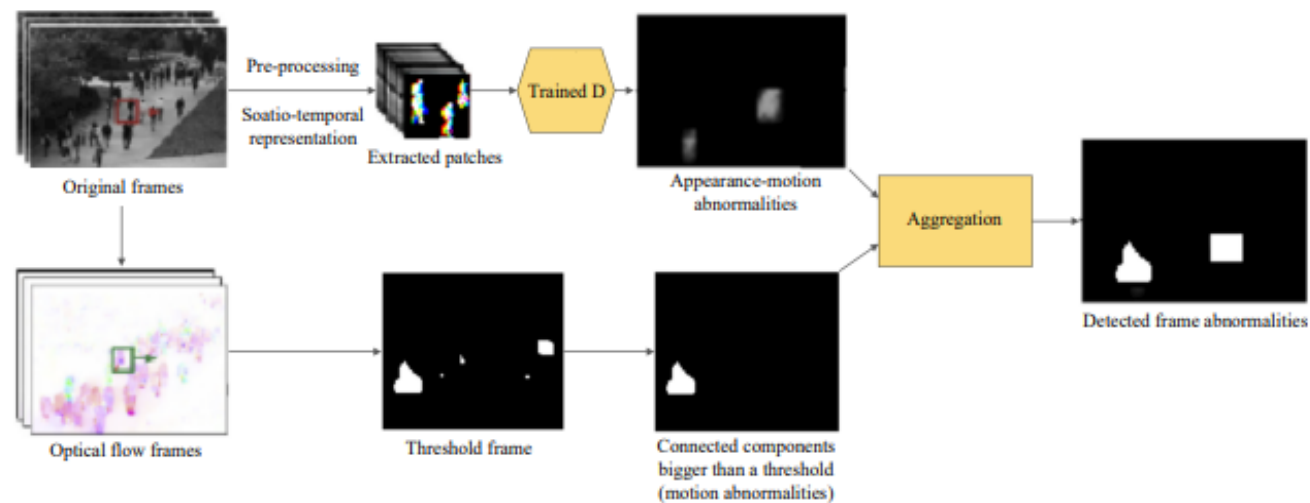 Pre-processing
Soatio-temporal
representation
Original frames
Extracted patches
Trained D
Appearance-motion
abnormalities
Aggregation
Detected frame abnormalities
Optical flow frames
Threshold frame
Connected components
bigger than a threshold
(motion abnormalities)